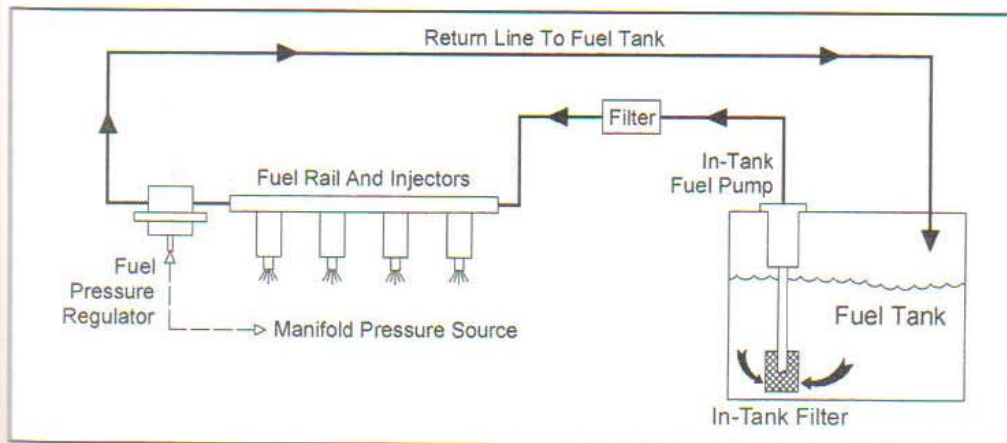 Return Line To Fuel Tank
Filter
In-Tank
Fuel Pump
Fuel Rail And Injectors
Fuel
Pressure
Regulator
Manifold Pressure Source
Fuel Tank
In-Tank Filter